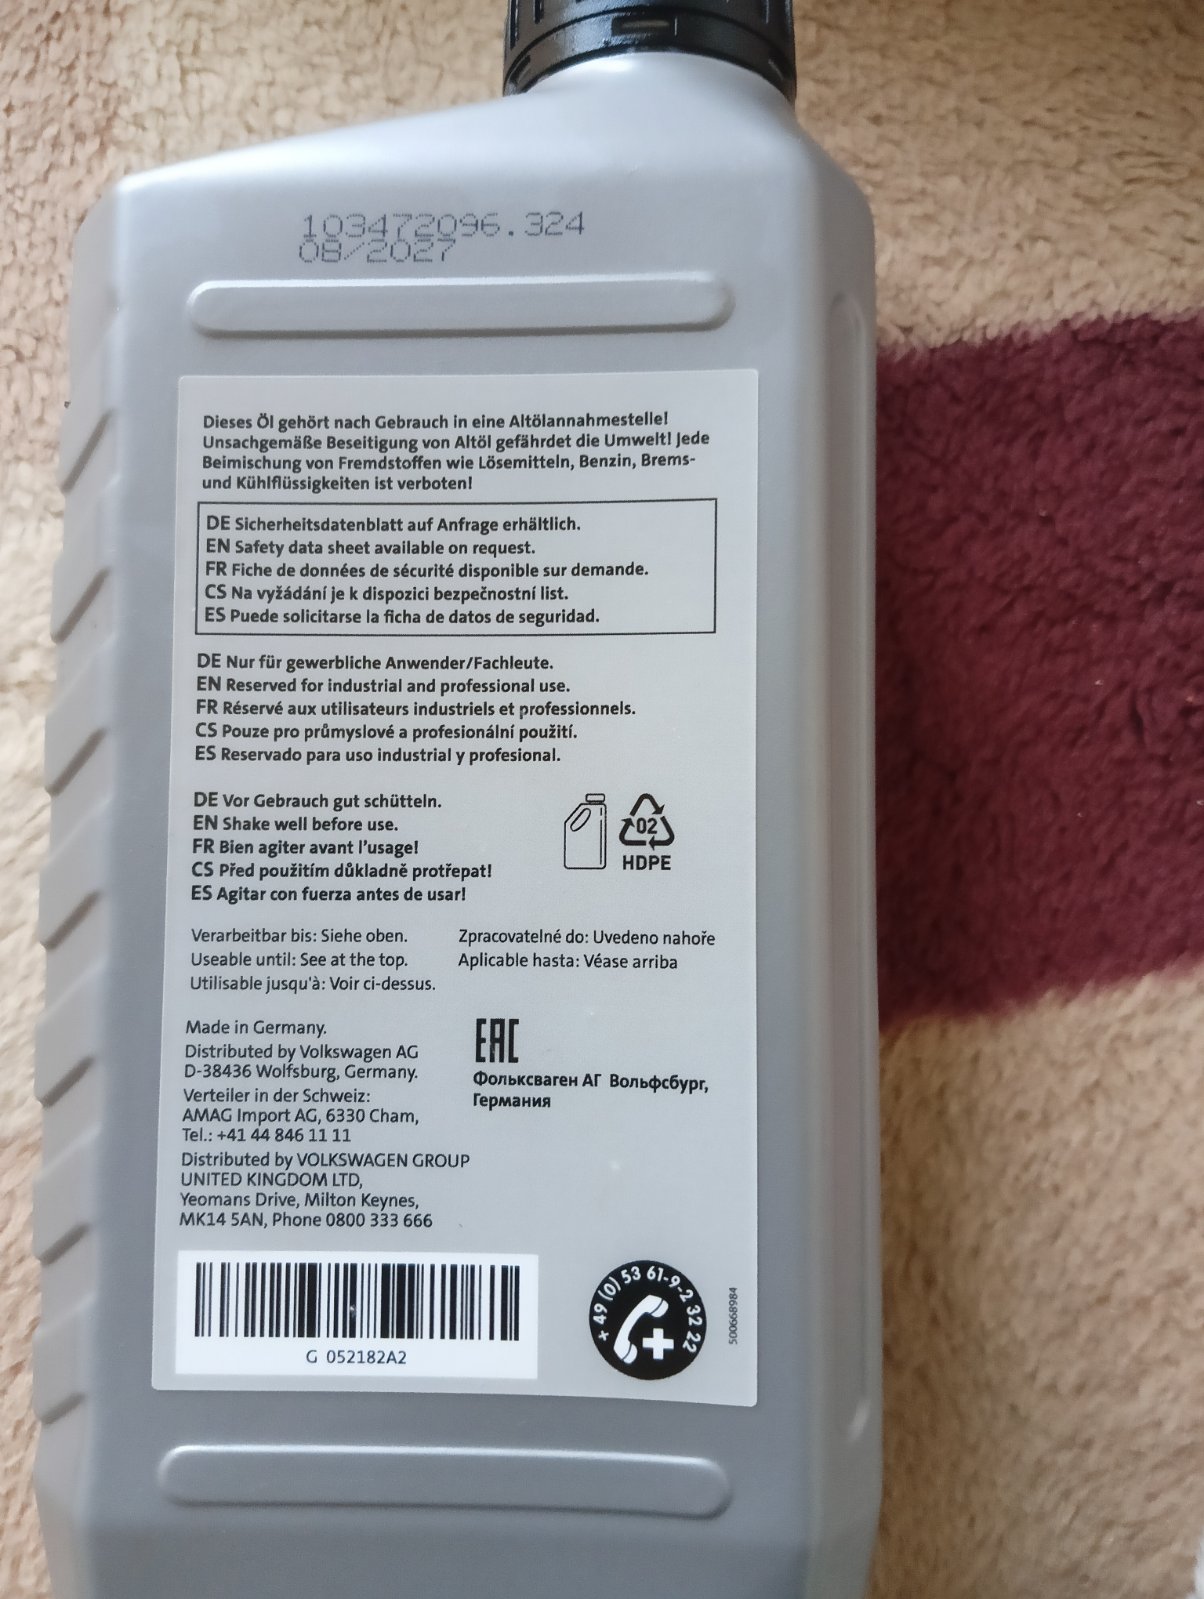 103472096.324
08/2027
Dieses Öl gehört nach Gebrauch in eine Altölannahmestelle!
Unsachgemäße Beseitigung von Altöl gefährdet die Umwelt! Jede
Beimischung von Fremdstoffen wie Lösemitteln, Benzin, Brems-
und Kühlflüssigkeiten ist verboten!
DE Sicherheitsdatenblatt auf Anfrage erhältlich.
EN Safety data sheet available on request.
FR Fiche de données de sécurité disponible sur demande.
CS Na vyžádání je k dispozici bezpečnostní list.
ES Puede solicitarse la ficha de datos de seguridad.
DE Nur für gewerbliche Anwender/Fachleute.
EN Reserved for industrial and professional use.
FR Réservé aux utilisateurs industriels et professionnels.
CS Pouze pro průmyslové a profesionální použití.
ES Reservado para uso industrial y profesional.
DE Vor Gebrauch gut schütteln.
EN Shake well before use.
FR Bien agiter avant l'usage!
CS Před použitím důkladně protřepat!
ES Agitar con fuerza antes de usar!
02
HDPE
Verarbeitbar bis: Siehe oben.
Useable until: See at the top.
Utilisable jusqu'à: Voir ci-dessus.
Zpracovatelné do: Uvedeno nahoře
Aplicable hasta: Véase arriba
Made in Germany.
Distributed by Volkswagen AG
D-38436 Wolfsburg, Germany.
Verteiler in der Schweiz:
AMAG Import AG, 6330 Cham,
Tel.: +41 44 846 11 11
Distributed by VOLKSWAGEN GROUP
UNITED KINGDOM LTD,
Yeomans Drive, Milton Keynes,
MK14 5AN, Phone 0800 333 666
EAC
Фольксваген АГ Вольфсбург,
Германия
G 052182A2
+ 49 (0) 53 61-9-2 32 22
500668984